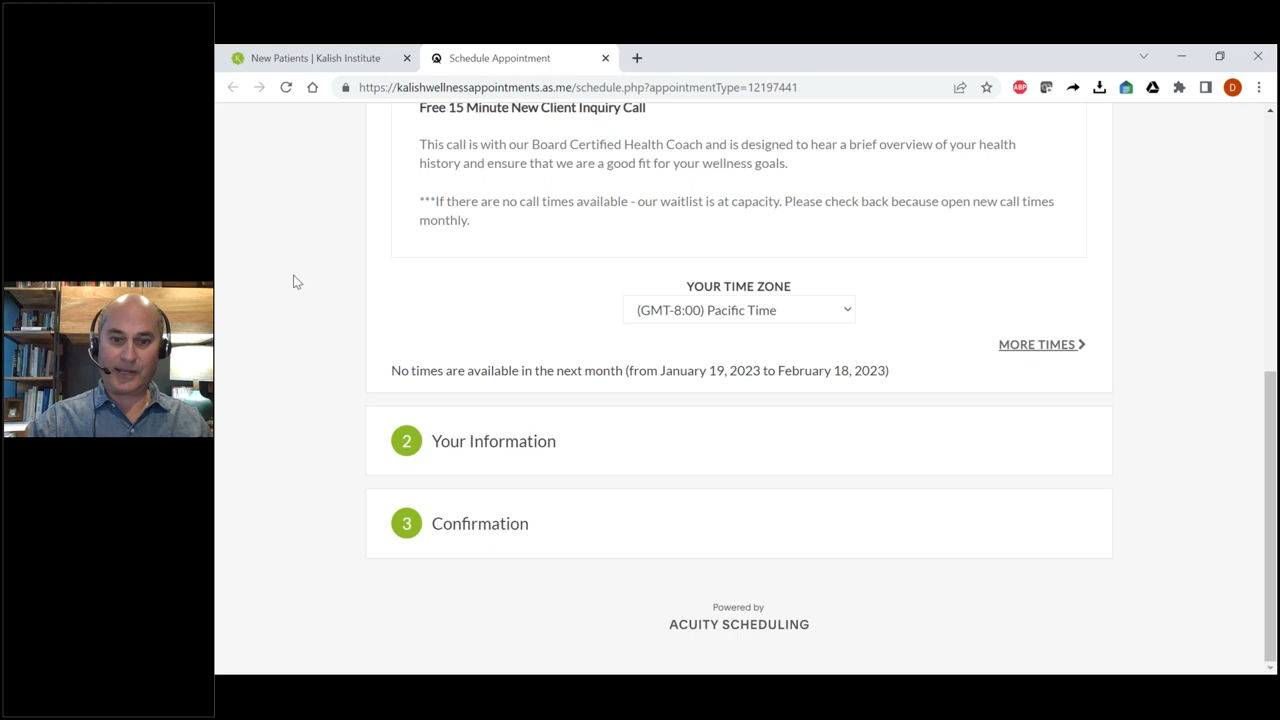 New Patients | Kalish Institute
Schedule Appointment
https://kalishwellnessappointments.as.me/schedule.php?appointmentType=12197441
ABP
D
Free 15 Minute New Client Inquiry Call
This call is with our Board Certified Health Coach and is designed to hear a brief overview of your health
history and ensure that we are a good fit for your wellness goals.
***If there are no call times available - our waitlist is at capacity. Please check back because open new call times
monthly.
YOUR TIME ZONE
(GMT-8:00) Pacific Time
MORE TIMES
No times are available in the next month (from January 19, 2023 to February 18, 2023)
2 Your Information
3 Confirmation
Powered by
ACUITY SCHEDULING